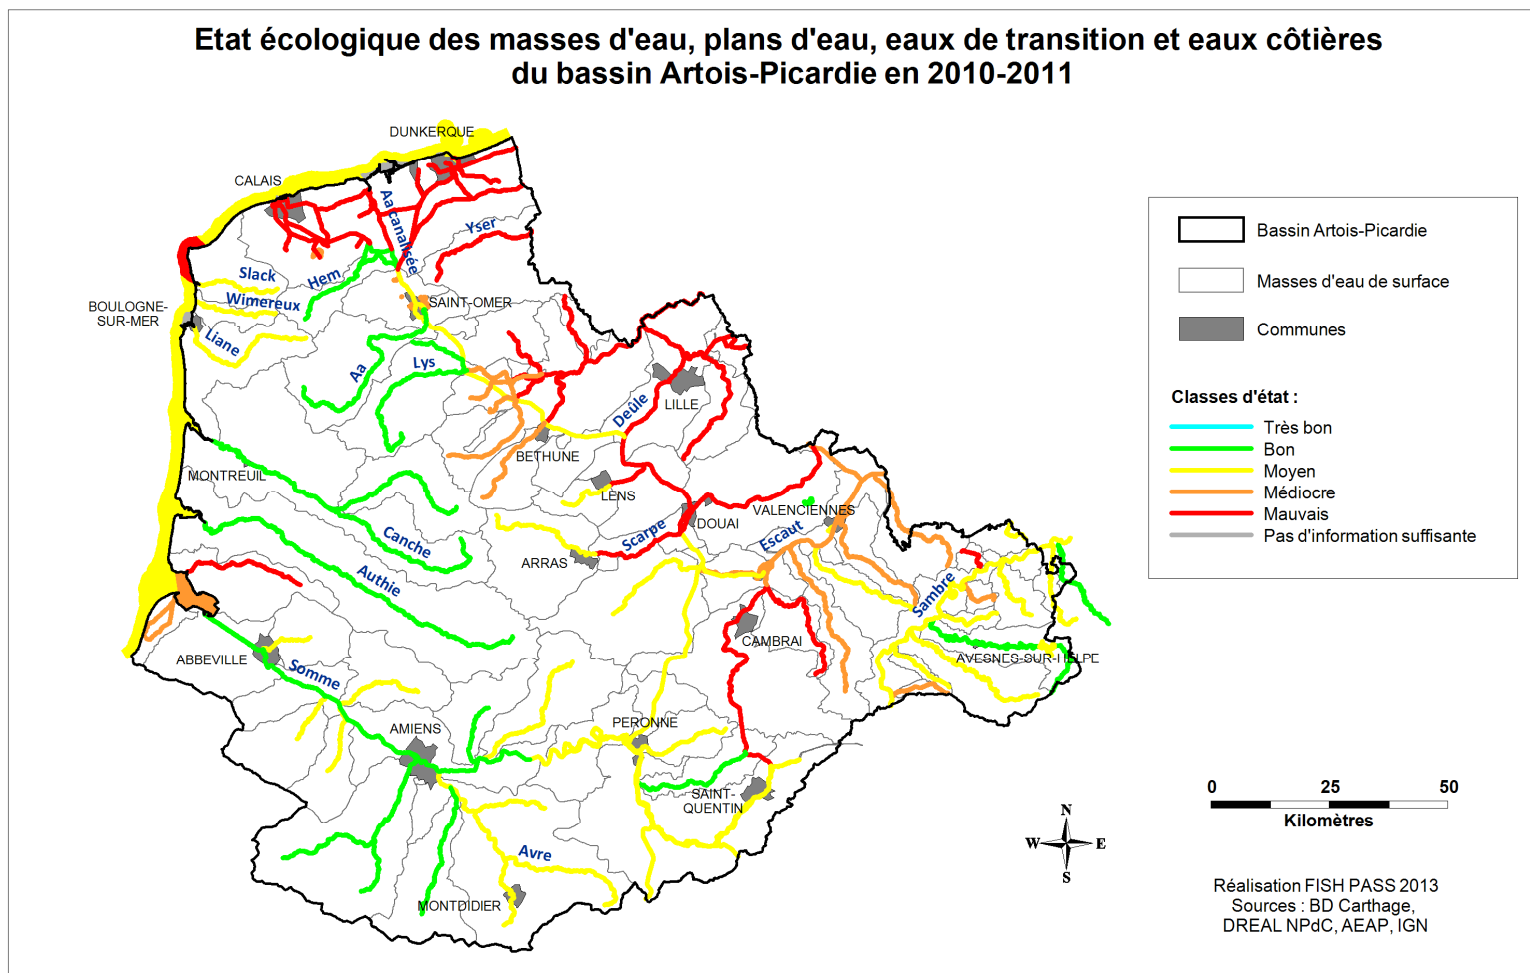 Etat écologique des masses d'eau, plans d'eau, eaux de transition et eaux côtières
du bassin Artois-Picardie en 2010-2011
DUNKERQUE
CALAIS
Aa canalisée
Yser
Slack
Hem
Wimereux
BOULOGNE-
SUR-MER
SAINT-OMER
Liane
Aa
Lys
Deûle
LILLE
BETHUNE
MONTREUIL
LENS
DOUAI
VALENCIENNES
Canche
Scarpe
Escaut
ARRAS
Authie
Sambre
CAMBRAI
ABBEVILLE
AVESNES-SUR-HELPE
Somme
AMIENS
PERONNE
SAINT-
QUENTIN
Avre
MONTDIDIER
Bassin Artois-Picardie
Masses d'eau de surface
Communes
Classes d'état :
Très bon
Bon
Moyen
Médiocre
Mauvais
Pas d'information suffisante
0 25 50
Kilomètres
N
W E
S
Réalisation FISH PASS 2013
Sources : BD Carthage,
DREAL NPdC, AEAP, IGN